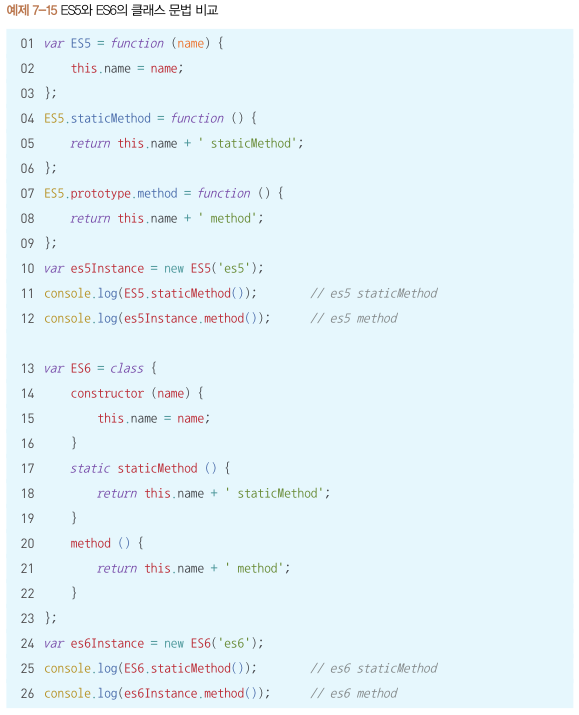 예제 7-15 ES5와 ES6의 클래스 문법 비교
01 var ES5 = function (name) {
02     this.name = name;
03 };
04 ES5.staticMethod = function () {
05     return this.name + ' staticMethod';
06 };
07 ES5.prototype.method = function () {
08     return this.name + ' method';
09 };
10 var es5Instance = new ES5('es5');
11 console.log(ES5.staticMethod());        // es5 staticMethod
12 console.log(es5Instance.method());      // es5 method
13 var ES6 = class {
14     constructor (name) {
15         this.name = name;
16     }
17     static staticMethod () {
18         return this.name + ' staticMethod';
19     }
20     method () {
21         return this.name + ' method';
22     }
23 };
24 var es6Instance = new ES6('es6');
25 console.log(ES6.staticMethod());        // es6 staticMethod
26 console.log(es6Instance.method());      // es6 method